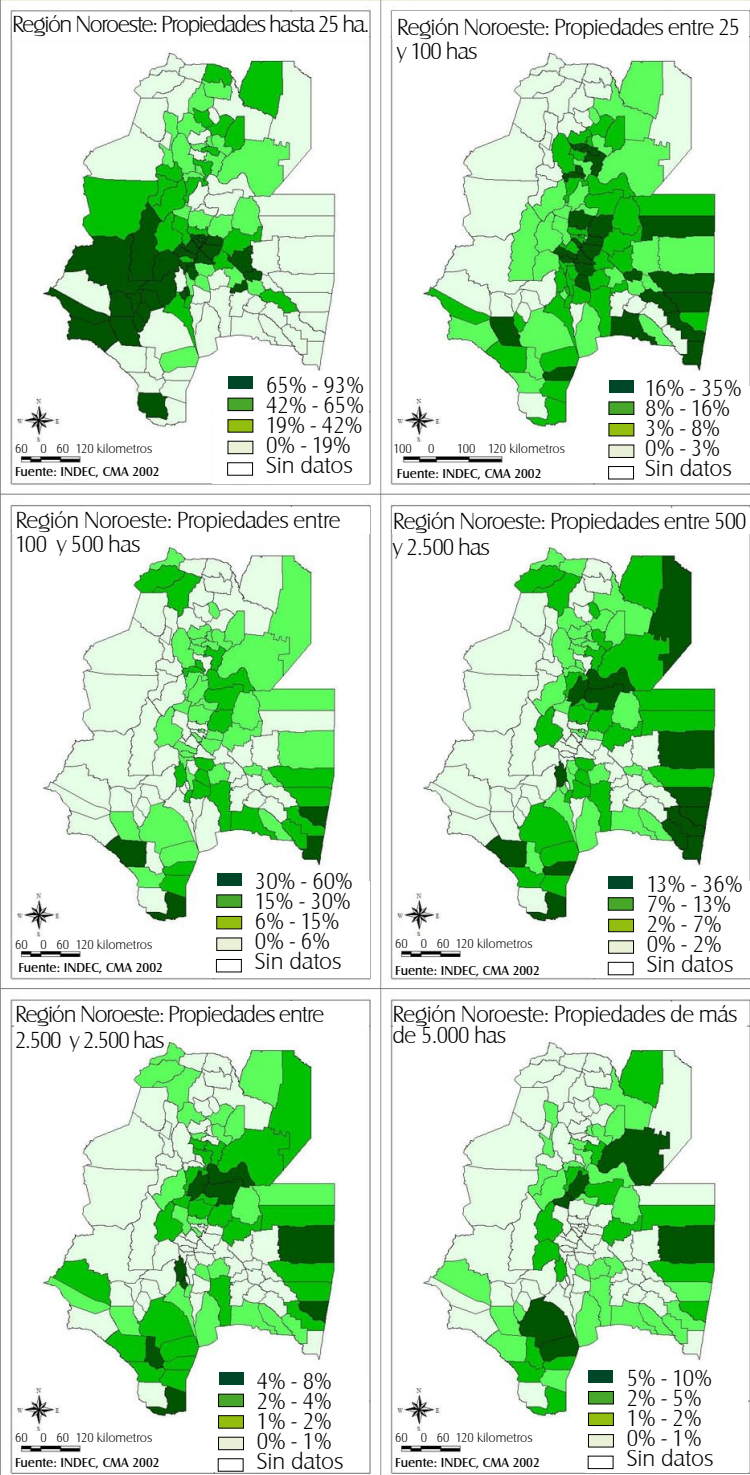 Región Noroeste: Propiedades hasta 25 ha.
N
W E
S
60 0 60 120 kilometros
Fuente: INDEC, CMA 2002
65% - 93%
42% - 65%
19% - 42%
0% - 19%
Sin datos
Región Noroeste: Propiedades entre 25
y 100 has
N
W E
S
100 0 100 120 kilometros
Fuente: INDEC, CMA 2002
16% - 35%
8% - 16%
3% - 8%
0% - 3%
Sin datos
Región Noroeste: Propiedades entre
100 y 500 has
N
W E
S
60 0 60 120 kilometros
Fuente: INDEC, CMA 2002
30% - 60%
15% - 30%
6% - 15%
0% - 6%
Sin datos
Región Noroeste: Propiedades entre 500
y 2.500 has
N
W E
S
60 0 60 120 kilometros
Fuente: INDEC, CMA 2002
13% - 36%
7% - 13%
2% - 7%
0% - 2%
Sin datos
Región Noroeste: Propiedades entre
2.500 y 2.500 has
N
W E
S
60 0 60 120 kilometros
Fuente: INDEC, CMA 2002
4% - 8%
2% - 4%
1% - 2%
0% - 1%
Sin datos
Región Noroeste: Propiedades de más
de 5.000 has
N
W E
S
60 0 60 120 kilometros
Fuente: INDEC, CMA 2002
5% - 10%
2% - 5%
1% - 2%
0% - 1%
Sin datos